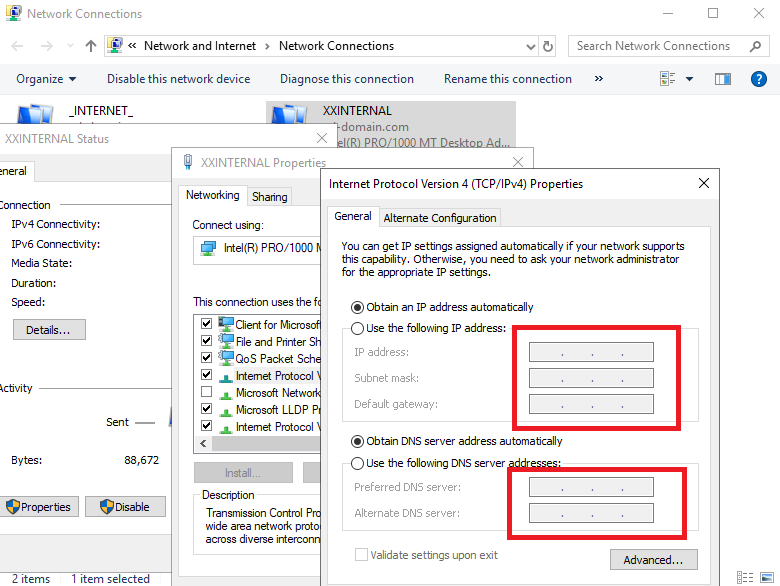 Network Connections
« Network and Internet › Network Connections
Search Network Connections
Organize
Disable this network device
Diagnose this connection
Rename this connection
»
_INTERNET_
XXINTERNAL
-domain.com
el(R) PRO/1000 MT Desktop Ad...
XXINTERNAL Status
eneral
Connection
IPv4 Connectivity:
IPv6 Connectivity:
Media State:
Duration:
Speed:
Details...
Activity
Sent
Bytes:
88,672
Properties
Disable
2 items
1 item selected
XXINTERNAL Properties
Networking
Sharing
Connect using:
Intel(R) PRO/1000 M
This connection uses the fo
Client for Microsoft
File and Printer Sh
QoS Packet Sche
Internet Protocol V
Microsoft Network
Microsoft LLDP Pr
Internet Protocol V
Install...
Description
Transmission Control Pro
wide area network proto
across diverse interconn
Internet Protocol Version 4 (TCP/IPv4) Properties
General
Alternate Configuration
You can get IP settings assigned automatically if your network supports
this capability. Otherwise, you need to ask your network administrator
for the appropriate IP settings.
Obtain an IP address automatically
Use the following IP address:
IP address:
Subnet mask:
Default gateway:
Obtain DNS server address automatically
Use the following DNS server addresses:
Preferred DNS server:
Alternate DNS server:
Validate settings upon exit
Advanced...